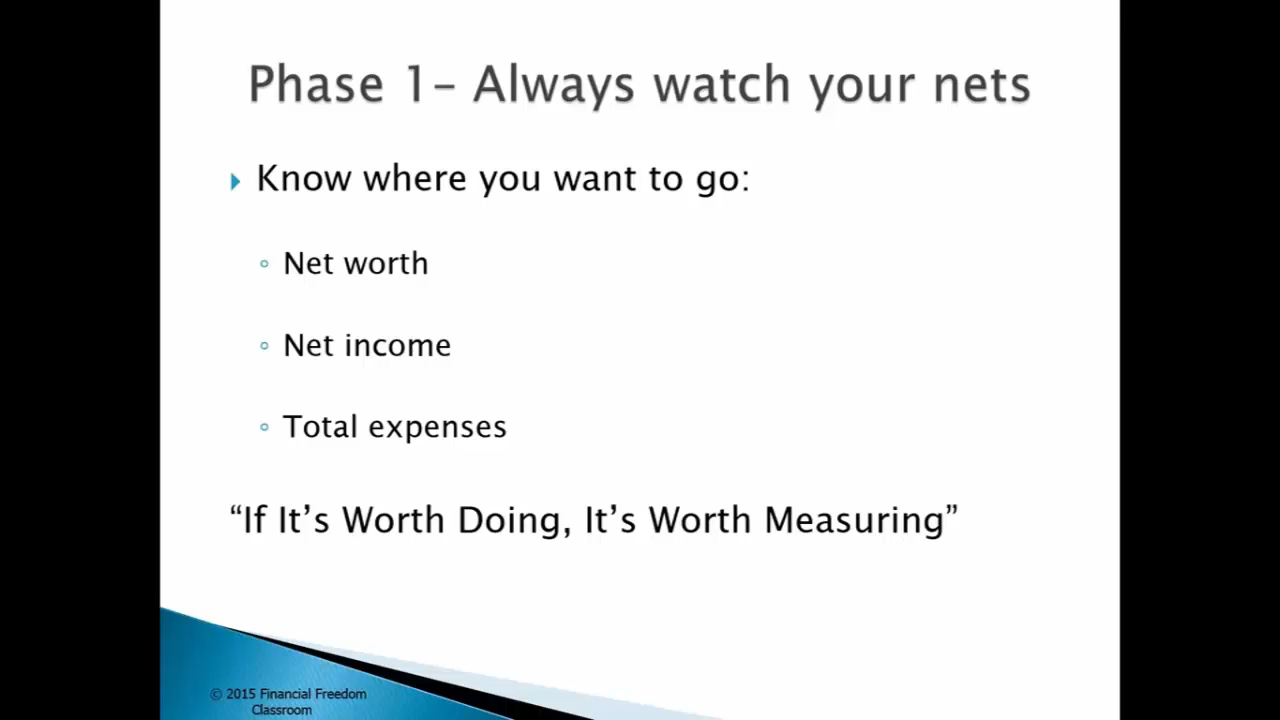 Phase 1– Always watch your nets
Know where you want to go:
Net worth
Net income
Total expenses
“If It’s Worth Doing, It’s Worth Measuring”
© 2015 Financial Freedom
Classroom